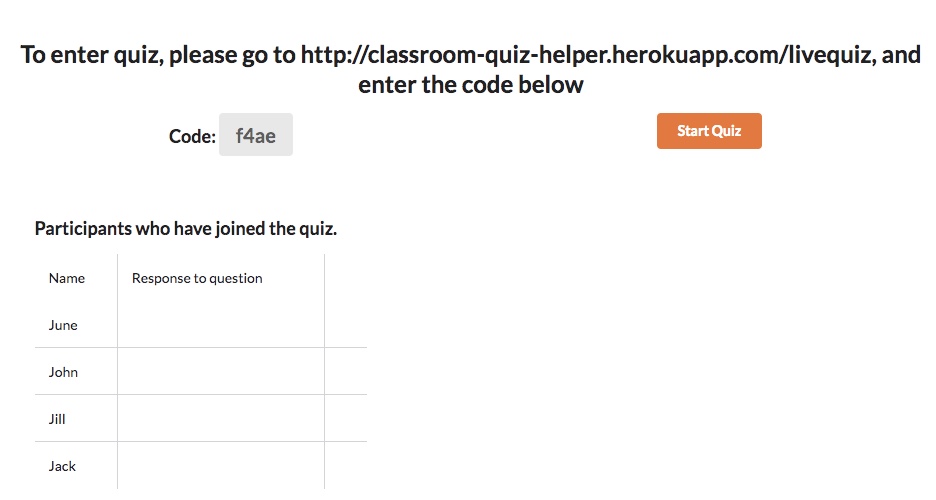 To enter quiz, please go to http://classroom-quiz-helper.herokuapp.com/livequiz, and
enter the code below
Code: f4ae
Start Quiz
Participants who have joined the quiz.
Name Response to question
June
John
Jill
Jack